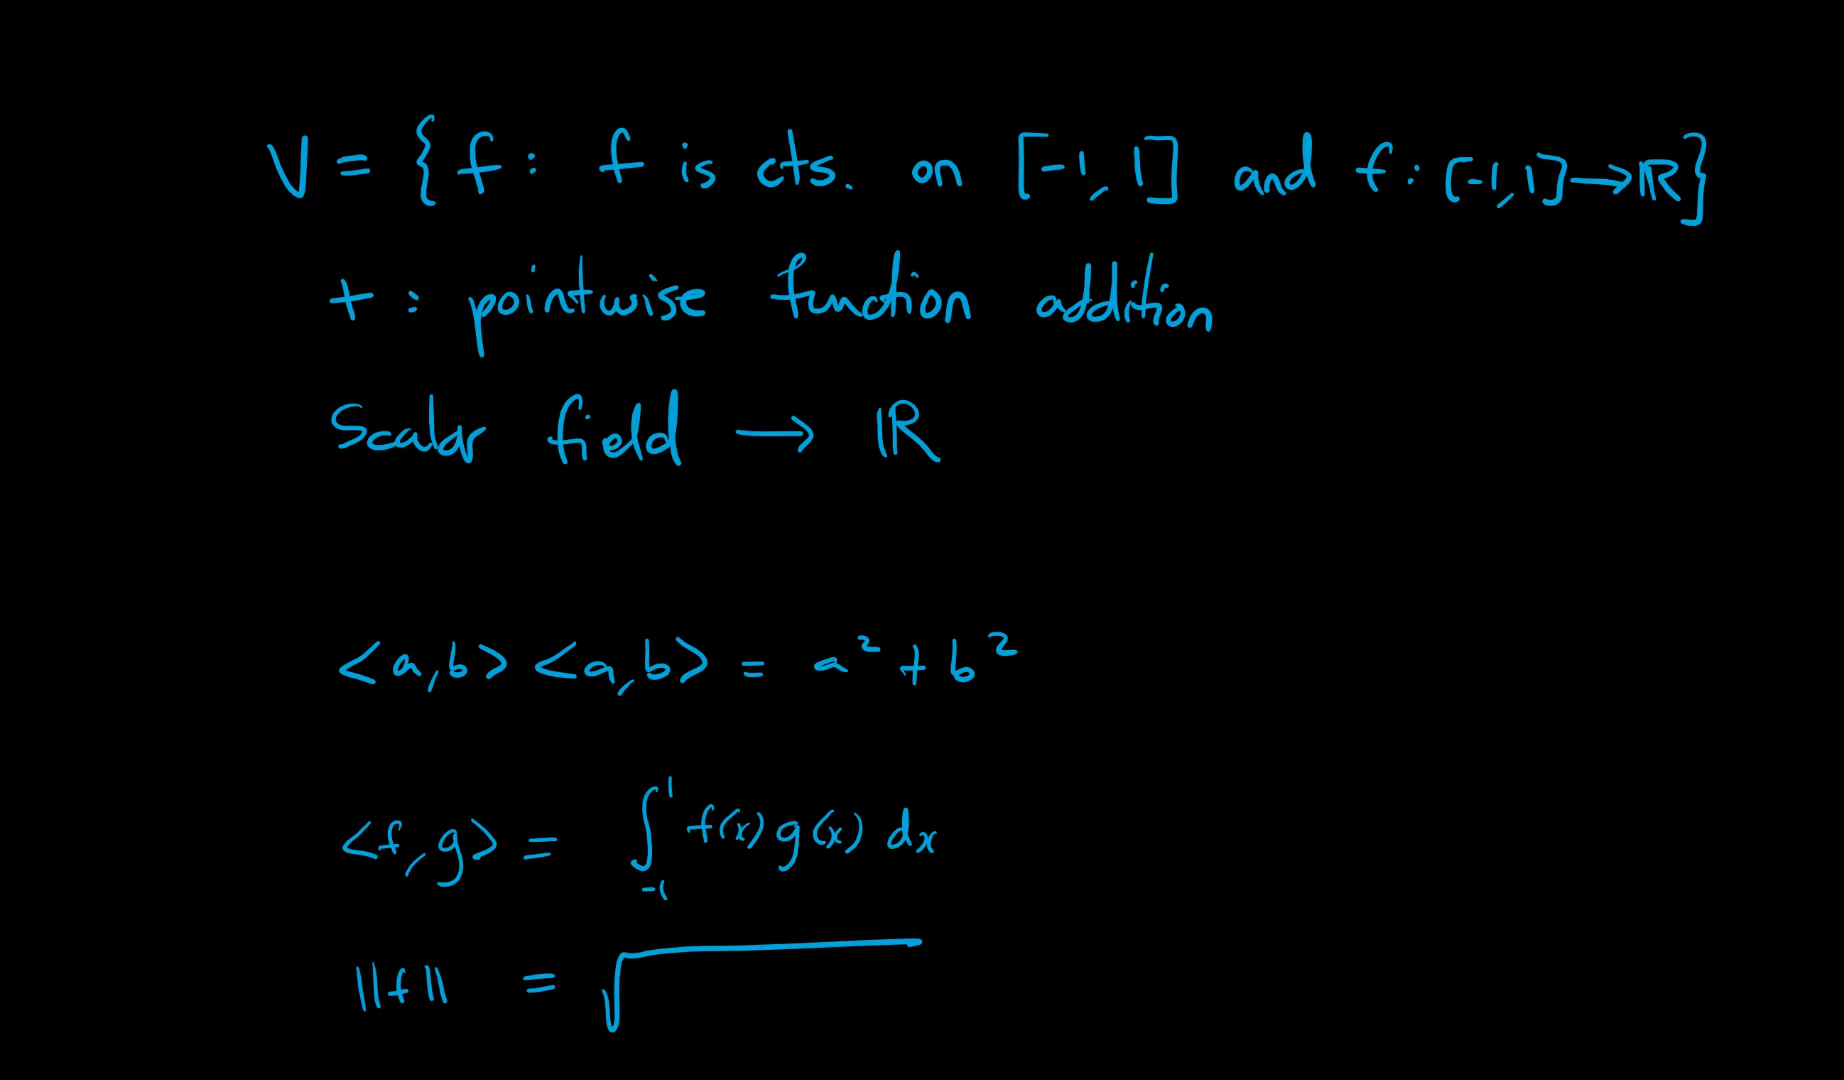 V = {f : f is cts. on [-1, 1] and f : [-1, 1] → ℝ}
+ : pointwise function addition
Scalar field → ℝ
<a, b> <a, b> = a² + b²
<f, g> = ∫₋₁¹ f(x) g(x) dx
||f|| = √